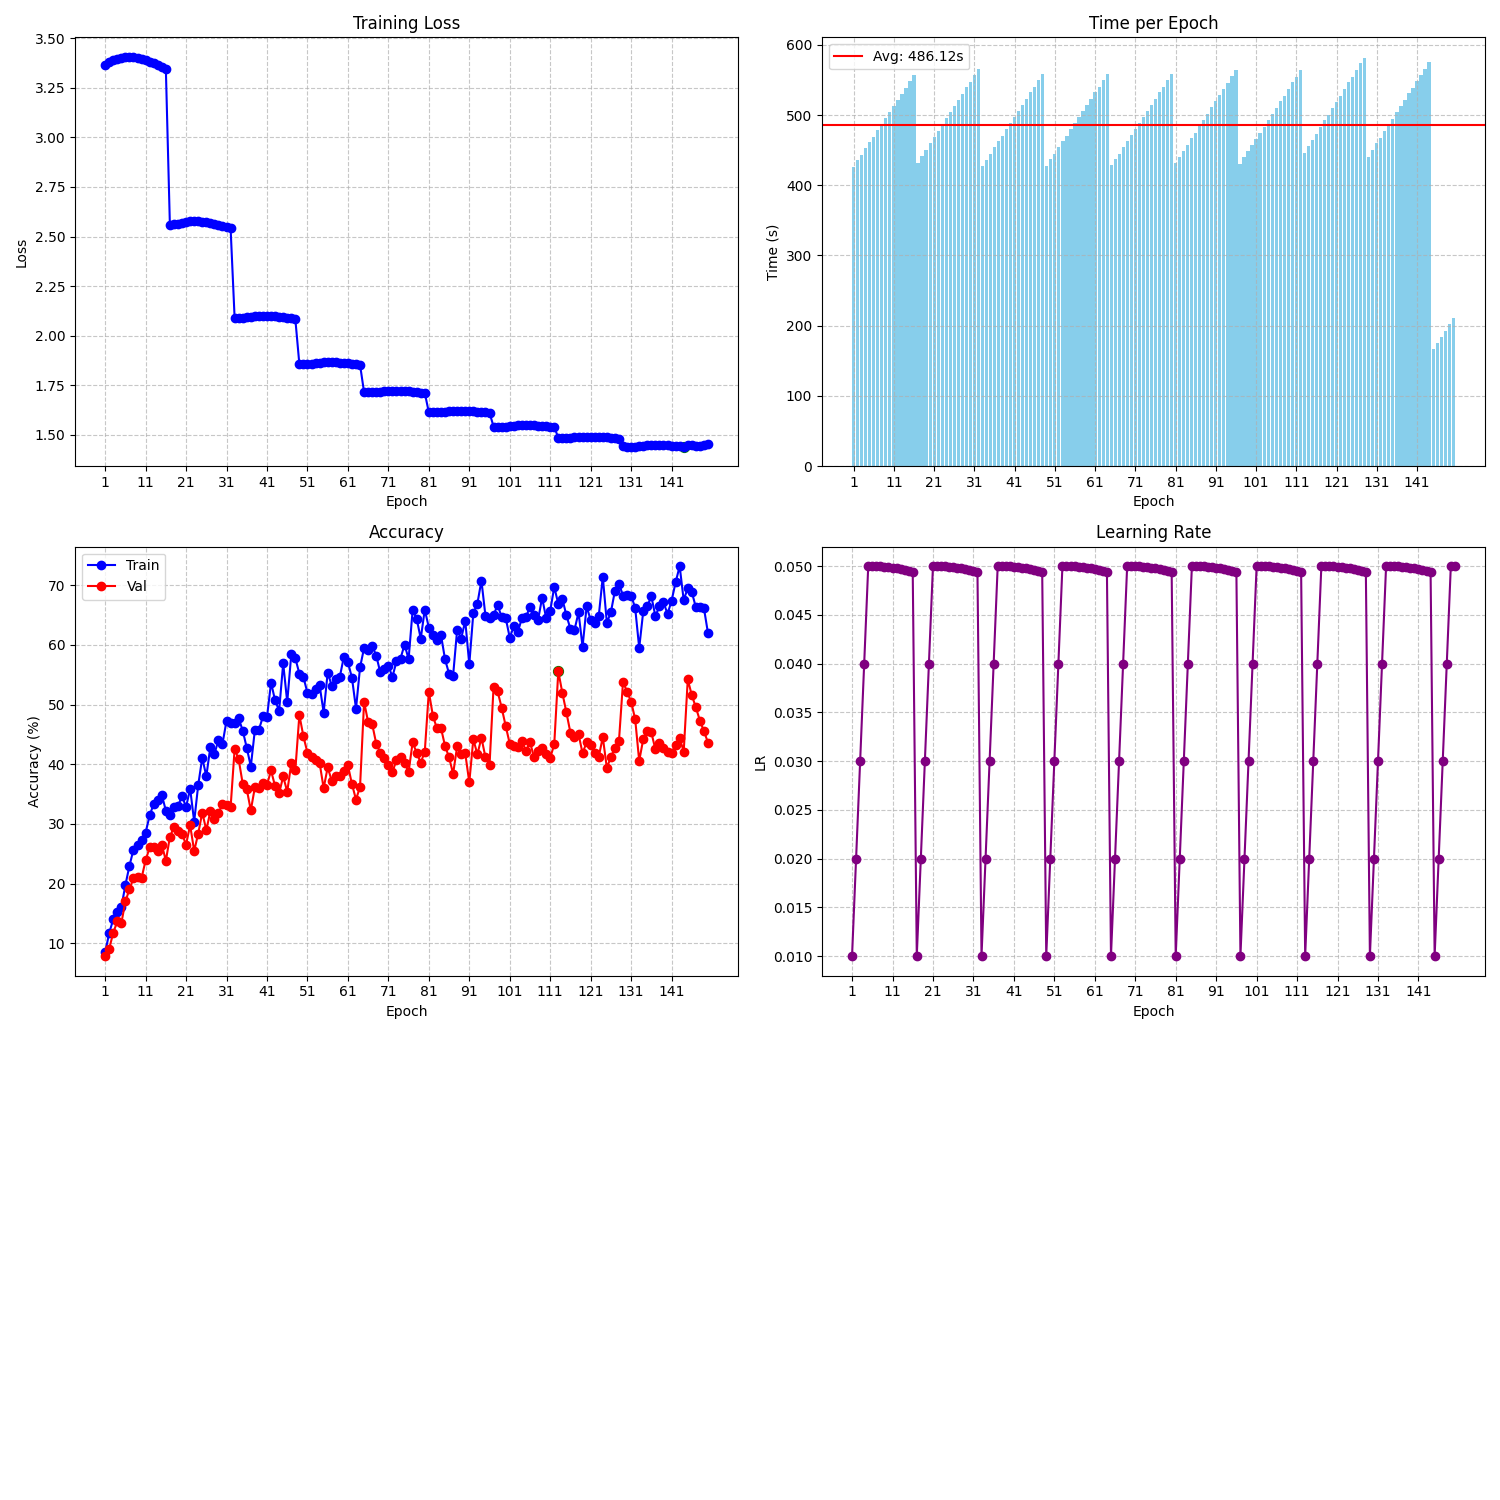 Training Loss
3.50
3.25
3.00
2.75
2.50
2.25
2.00
1.75
1.50
Loss
1 11 21 31 41 51 61 71 81 91 101 111 121 131 141
Epoch
Time per Epoch
Avg: 486.12s
600
500
400
300
200
100
0
Time (s)
1 11 21 31 41 51 61 71 81 91 101 111 121 131 141
Epoch
Accuracy
Train
Val
70
60
50
40
30
20
10
Accuracy (%)
1 11 21 31 41 51 61 71 81 91 101 111 121 131 141
Epoch
Learning Rate
0.050
0.045
0.040
0.035
0.030
0.025
0.020
0.015
0.010
LR
1 11 21 31 41 51 61 71 81 91 101 111 121 131 141
Epoch